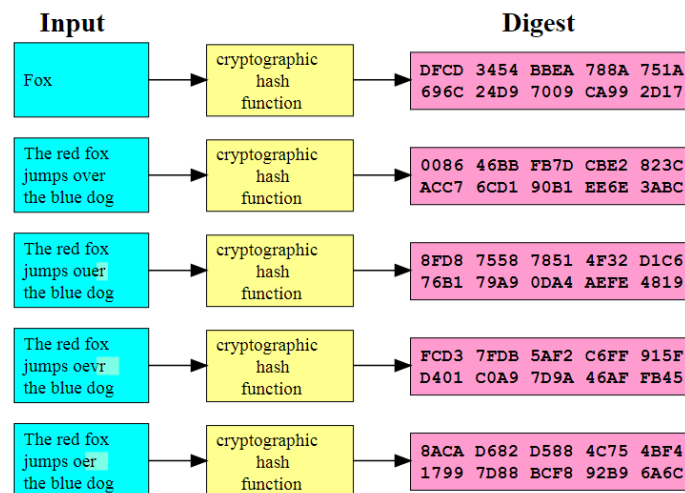 Input
Digest
Fox
cryptographic
hash
function
DFCD 3454 BBEA 788A 751A
696C 24D9 7009 CA99 2D17
The red fox
jumps over
the blue dog
cryptographic
hash
function
0086 46BB FB7D CBE2 823C
ACC7 6CD1 90B1 EE6E 3ABC
The red fox
jumps ouer
the blue dog
cryptographic
hash
function
8FD8 7558 7851 4F32 D1C6
76B1 79A9 0DA4 AEFE 4819
The red fox
jumps oevr
the blue dog
cryptographic
hash
function
FCD3 7FDB 5AF2 C6FF 915F
D401 C0A9 7D9A 46AF FB45
The red fox
jumps oer
the blue dog
cryptographic
hash
function
8ACA D682 D588 4C75 4BF4
1799 7D88 BCF8 92B9 6A6C